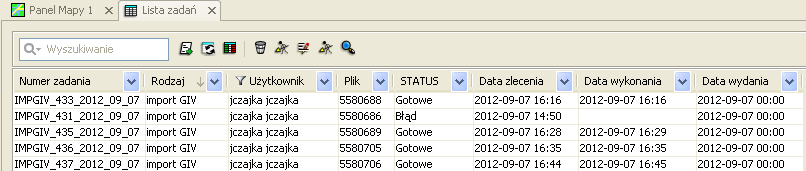 Panel Mapy 1 Lista zadań
Wyszukiwanie
Numer zadania Rodzaj Użytkownik Plik STATUS Data zlecenia Data wykonania Data wydania
IMPGIV_433_2012_09_07 import GIV jczajka jczajka 5580688 Gotowe 2012-09-07 16:16 2012-09-07 16:16 2012-09-07 00:00
IMPGIV_431_2012_09_07 import GIV jczajka jczajka 5580686 Błąd 2012-09-07 14:50 2012-09-07 00:00
IMPGIV_435_2012_09_07 import GIV jczajka jczajka 5580689 Gotowe 2012-09-07 16:28 2012-09-07 16:29 2012-09-07 00:00
IMPGIV_436_2012_09_07 import GIV jczajka jczajka 5580705 Gotowe 2012-09-07 16:35 2012-09-07 16:35 2012-09-07 00:00
IMPGIV_437_2012_09_07 import GIV jczajka jczajka 5580706 Gotowe 2012-09-07 16:44 2012-09-07 16:45 2012-09-07 00:00